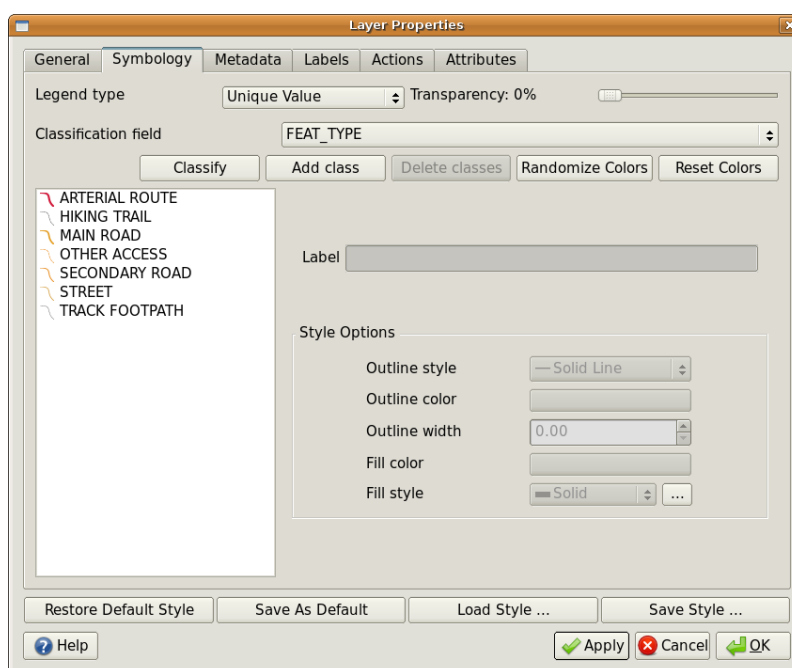 Layer Properties
General Symbology Metadata Labels Actions Attributes
Legend type Unique Value Transparency: 0%
Classification field FEAT_TYPE
Classify Add class Delete classes Randomize Colors Reset Colors
ARTERIAL ROUTE
HIKING TRAIL
MAIN ROAD
OTHER ACCESS
SECONDARY ROAD
STREET
TRACK FOOTPATH
Label
Style Options
Outline style Solid Line
Outline color
Outline width 0.00
Fill color
Fill style Solid ...
Restore Default Style Save As Default Load Style ... Save Style ...
Help Apply Cancel OK